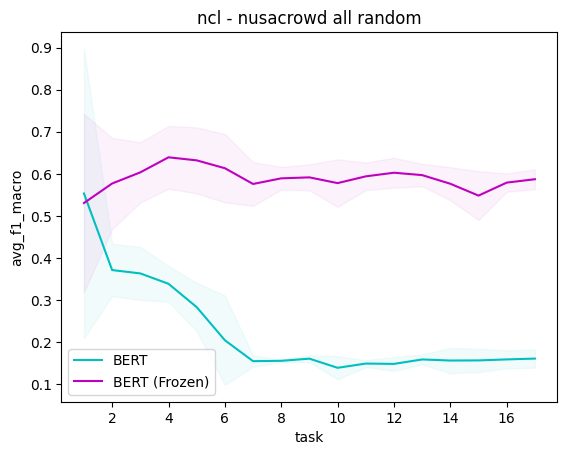 ncl - nusacrowd all random
avg_f1_macro
0.9
0.8
0.7
0.6
0.5
0.4
0.3
0.2
0.1
BERT
BERT (Frozen)
2 4 6 8 10 12 14 16
task